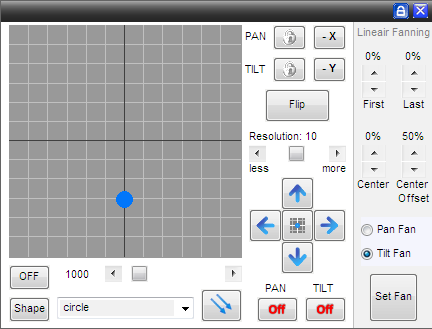 Lineair Fanning
PAN
- X
TILT
- Y
Flip
0% 0%
First Last
Resolution: 10
less more
0% 50%
Center Center
Offset
Pan Fan
Tilt Fan
OFF 1000
Shape circle
PAN TILT
Off Off
Set Fan